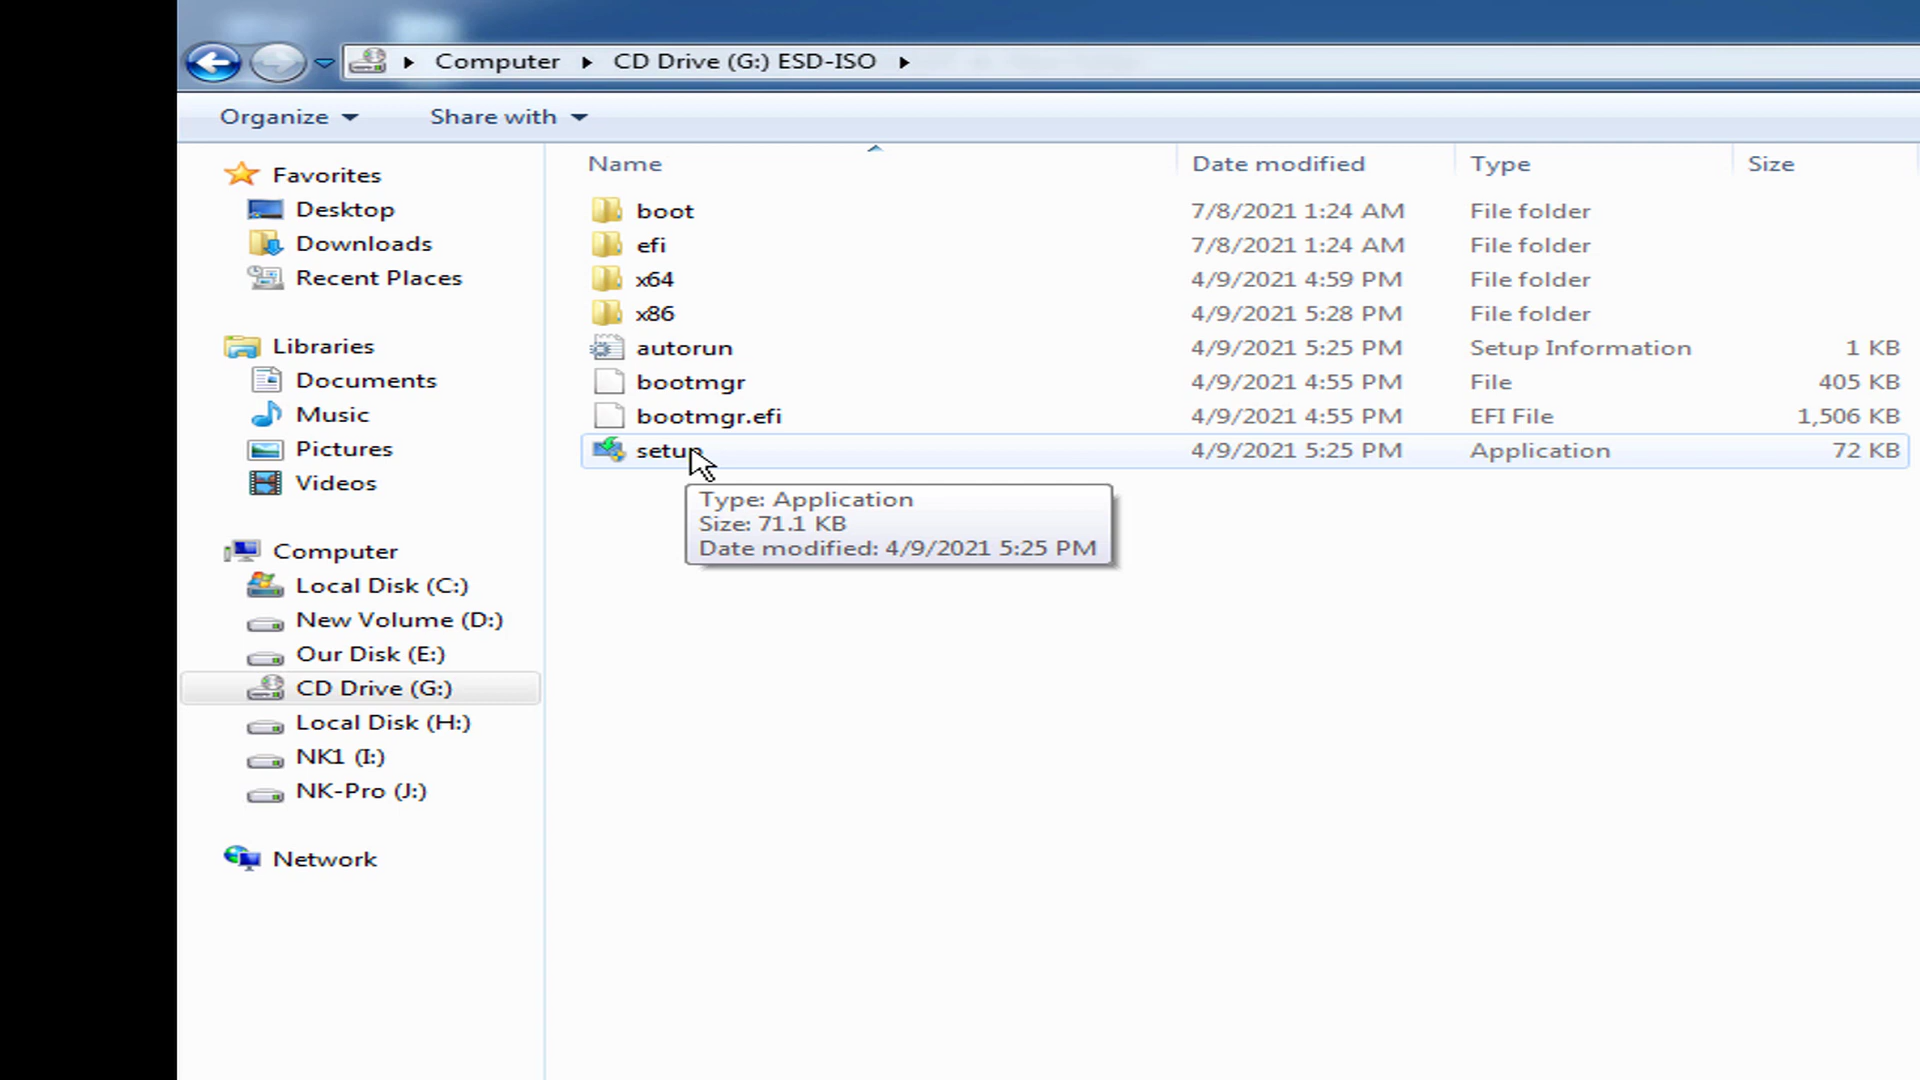 Computer CD Drive (G:) ESD-ISO
Organize Share with
Favorites
Desktop
Downloads
Recent Places
Libraries
Documents
Music
Pictures
Videos
Computer
Local Disk (C:)
New Volume (D:)
Our Disk (E:)
CD Drive (G:)
Local Disk (H:)
NK1 (I:)
NK-Pro (J:)
Network
Name Date modified Type Size
boot 7/8/2021 1:24 AM File folder
efi 7/8/2021 1:24 AM File folder
x64 4/9/2021 4:59 PM File folder
x86 4/9/2021 5:28 PM File folder
autorun 4/9/2021 5:25 PM Setup Information 1 KB
bootmgr 4/9/2021 4:55 PM File 405 KB
bootmgr.efi 4/9/2021 4:55 PM EFI File 1,506 KB
setup 4/9/2021 5:25 PM Application 72 KB
Type: Application
Size: 71.1 KB
Date modified: 4/9/2021 5:25 PM